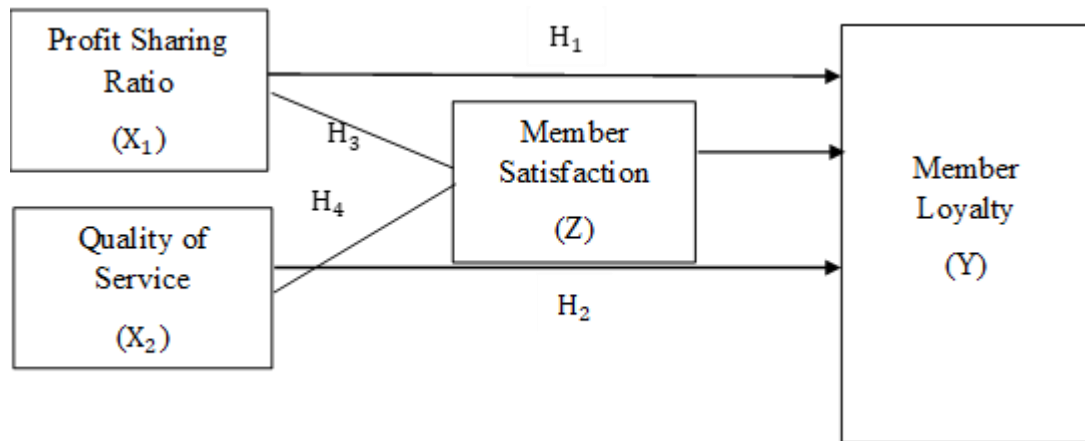 Profit Sharing
Ratio
(X₁)
H₁
H₃
Member
Satisfaction
(Z)
H₄
Quality of
Service
(X₂)
H₂
Member
Loyalty
(Y)